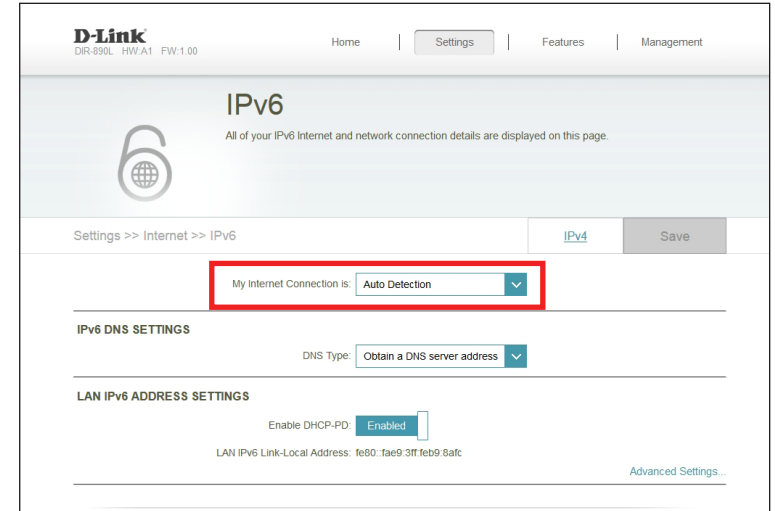 D-Link
DIR-890L HW:A1 FW:1.00
Home Settings Features Management
IPv6
All of your IPv6 Internet and network connection details are displayed on this page.
Settings >> Internet >> IPv6
IPv4
Save
My Internet Connection is: Auto Detection
IPv6 DNS SETTINGS
DNS Type: Obtain a DNS server address
LAN IPv6 ADDRESS SETTINGS
Enable DHCP-PD: Enabled
LAN IPv6 Link-Local Address: fe80::fae9:3ff:feb9:8afc
Advanced Settings...